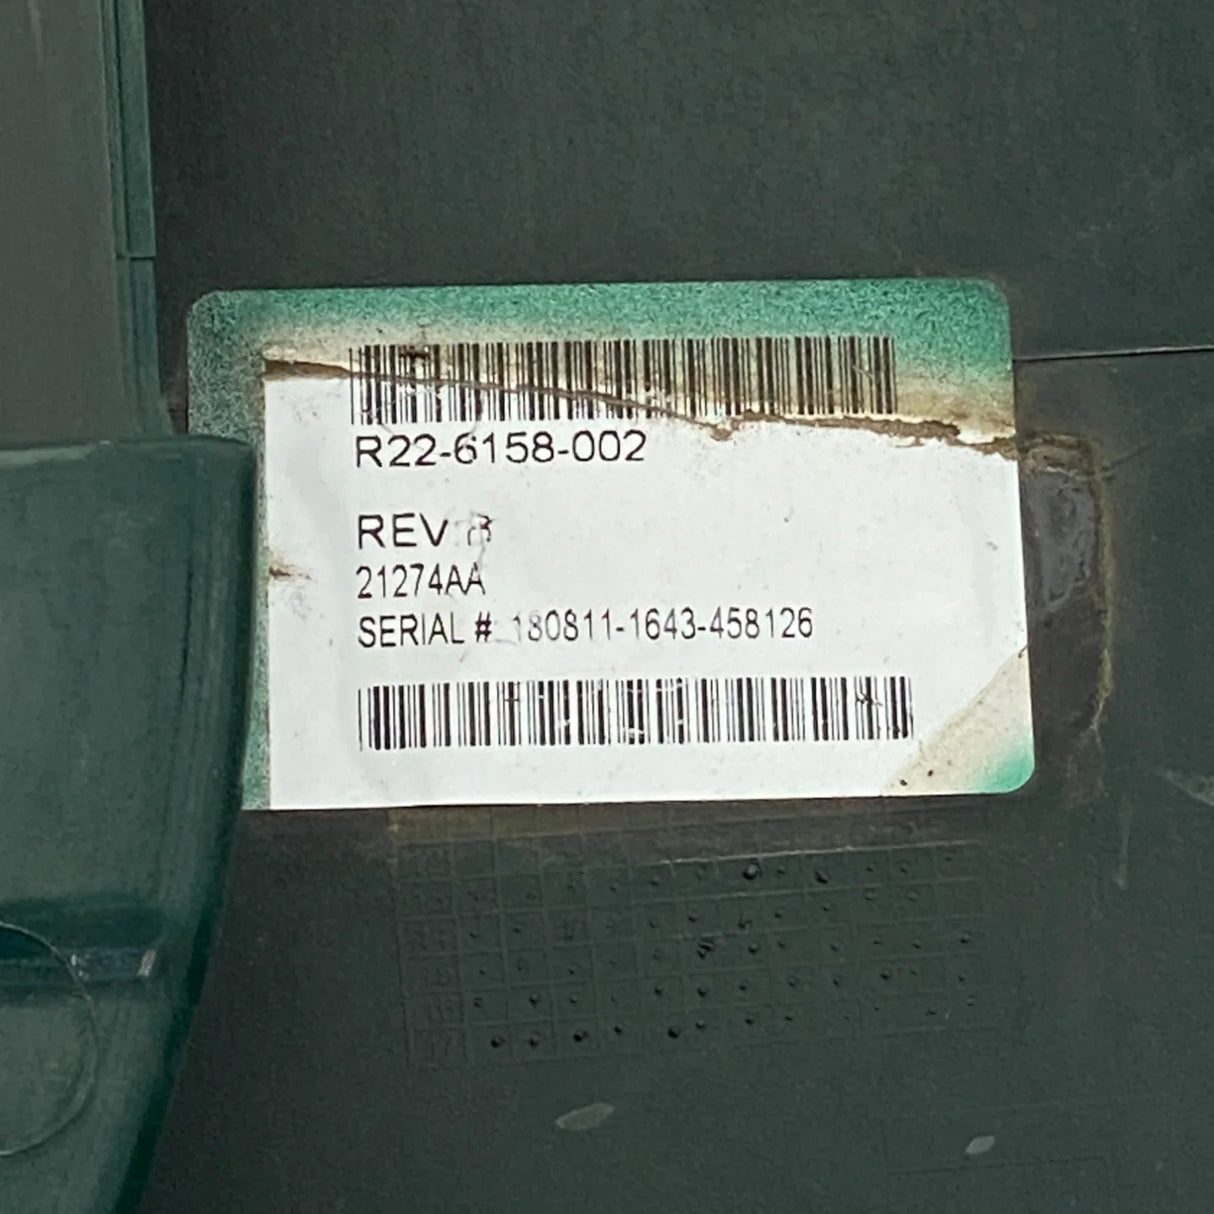 R22-6158-002
REV B
21274AA
SERIAL # 180811-1643-458126